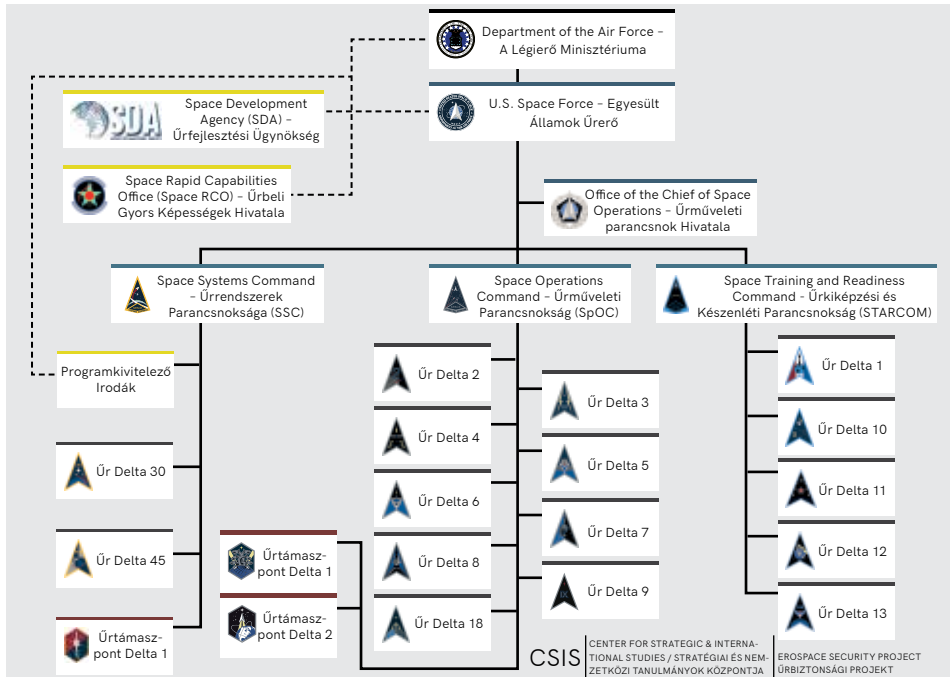 Department of the Air Force –
A Légierő Minisztériuma
U.S. Space Force – Egyesült
Államok Űrerő
SDA
Space Development
Agency (SDA) –
Űrfejlesztési Ügynökség
Space Rapid Capabilities
Office (Space RCO) – Űrbeli
Gyors Képességek Hivatala
Office of the Chief of Space
Operations – Űrműveleti
parancsnok Hivatala
Space Systems Command
– Űrrendszerek
Parancsnoksága (SSC)
Space Operations
Command – Űrműveleti
Parancsnokság (SpOC)
Space Training and Readiness
Command – Űrkiképzési és
Készenléti Parancsnokság (STARCOM)
Programkivitelező
Irodák
Űr Delta 30
Űr Delta 45
Űrtámasz-
pont Delta 1
Űrtámasz-
pont Delta 1
Űrtámasz-
pont Delta 2
Űr Delta 2
Űr Delta 4
Űr Delta 6
Űr Delta 8
Űr Delta 18
Űr Delta 3
Űr Delta 5
Űr Delta 7
IX
Űr Delta 9
Űr Delta 1
Űr Delta 10
Űr Delta 11
Űr Delta 12
Űr Delta 13
CSIS
CENTER FOR STRATEGIC & INTERNA-
TIONAL STUDIES / STRATÉGIAI ÉS NEM-
ZETKÖZI TANULMÁNYOK KÖZPONTJA
EROSPACE SECURITY PROJECT
ŰRBIZTONSÁGI PROJEKT